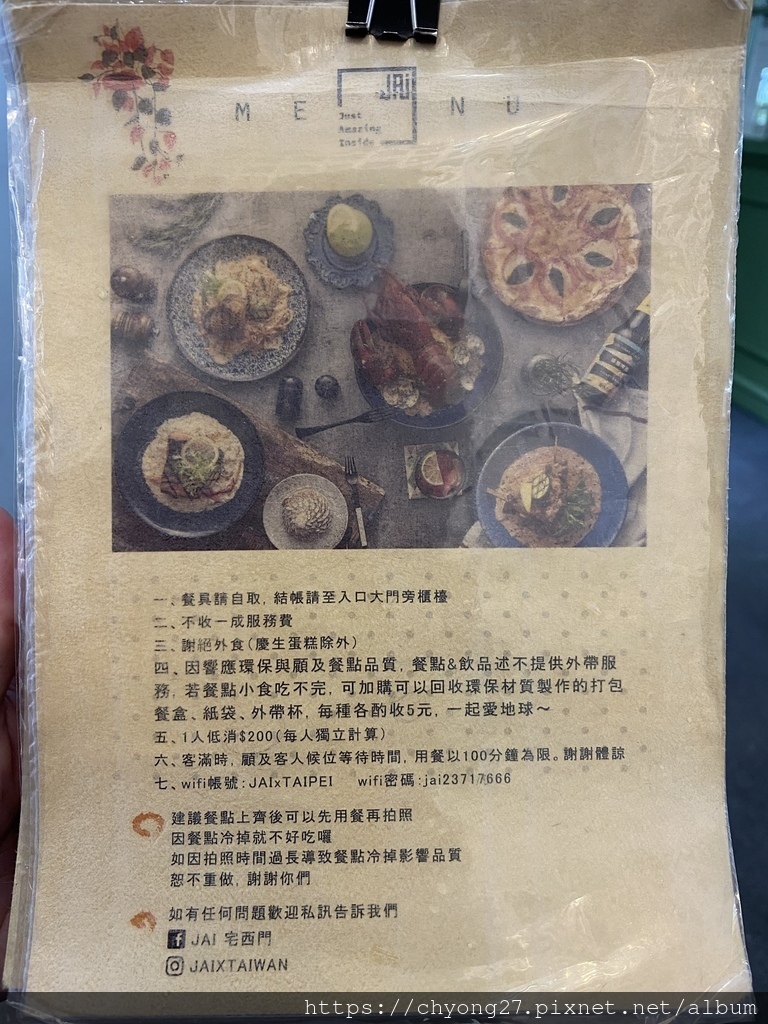 MENU
JAi
Just
Amazing
Inside
一、餐具請自取, 結帳請至入口大門旁櫃檯
二、不收一成服務費
三、謝絕外食(慶生蛋糕除外)
四、因響應環保與顧及餐點品質, 餐點&飲品述不提供外帶服
務, 若餐點小食吃不完, 可加購可以回收環保材質製作的打包
餐盒、紙袋、外帶杯, 每種各酌收5元, 一起愛地球～
五、1人低消$200(每人獨立計算)
六、客滿時, 顧及客人候位等待時間, 用餐以100分鐘為限。謝謝體諒
七、wifi帳號:JAIxTAIPEI wifi密碼:jai23717666
建議餐點上齊後可以先用餐再拍照
因餐點冷掉就不好吃囉
如因拍照時間過長導致餐點冷掉影響品質
恕不重做, 謝謝你們
如有任何問題歡迎私訊告訴我們
JAI 宅西門
JAIXTAIWAN
https://chyong27.pixnet.net/album